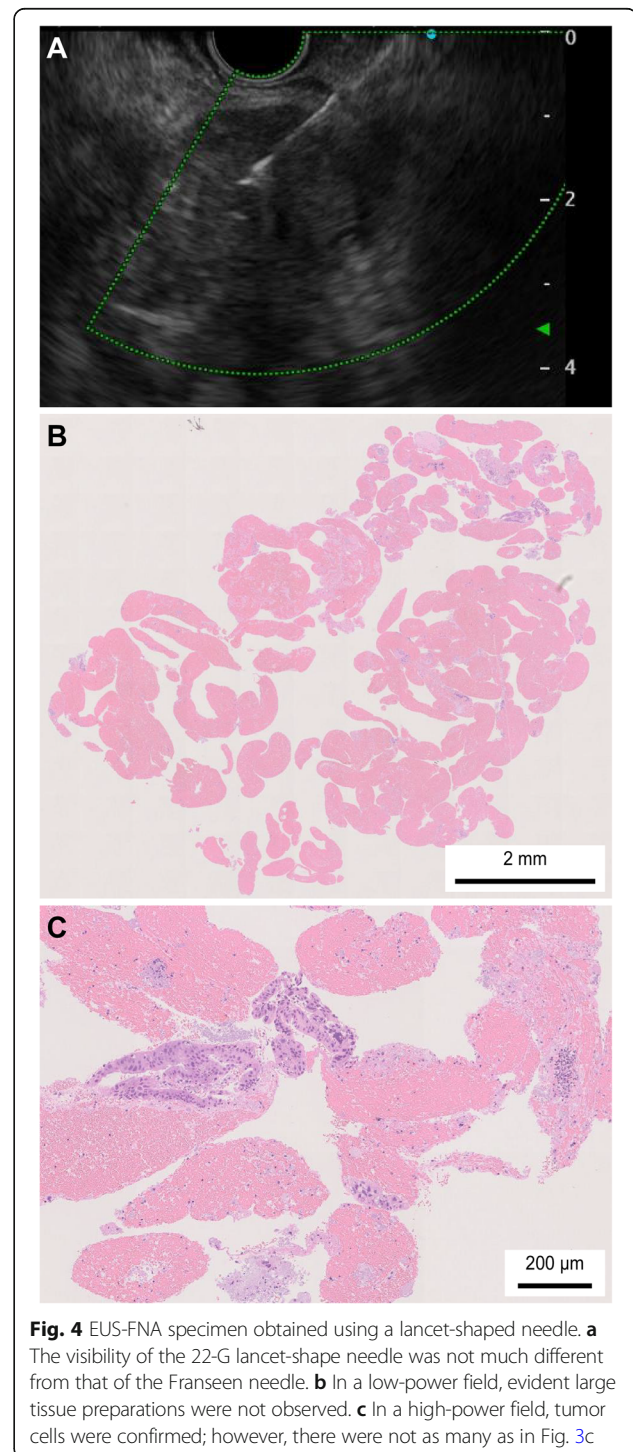 A
0
2
4
B
2 mm
C
200 µm
Fig. 4 EUS-FNA specimen obtained using a lancet-shaped needle. a
The visibility of the 22-G lancet-shape needle was not much different
from that of the Franseen needle. b In a low-power field, evident large
tissue preparations were not observed. c In a high-power field, tumor
cells were confirmed; however, there were not as many as in Fig. 3c